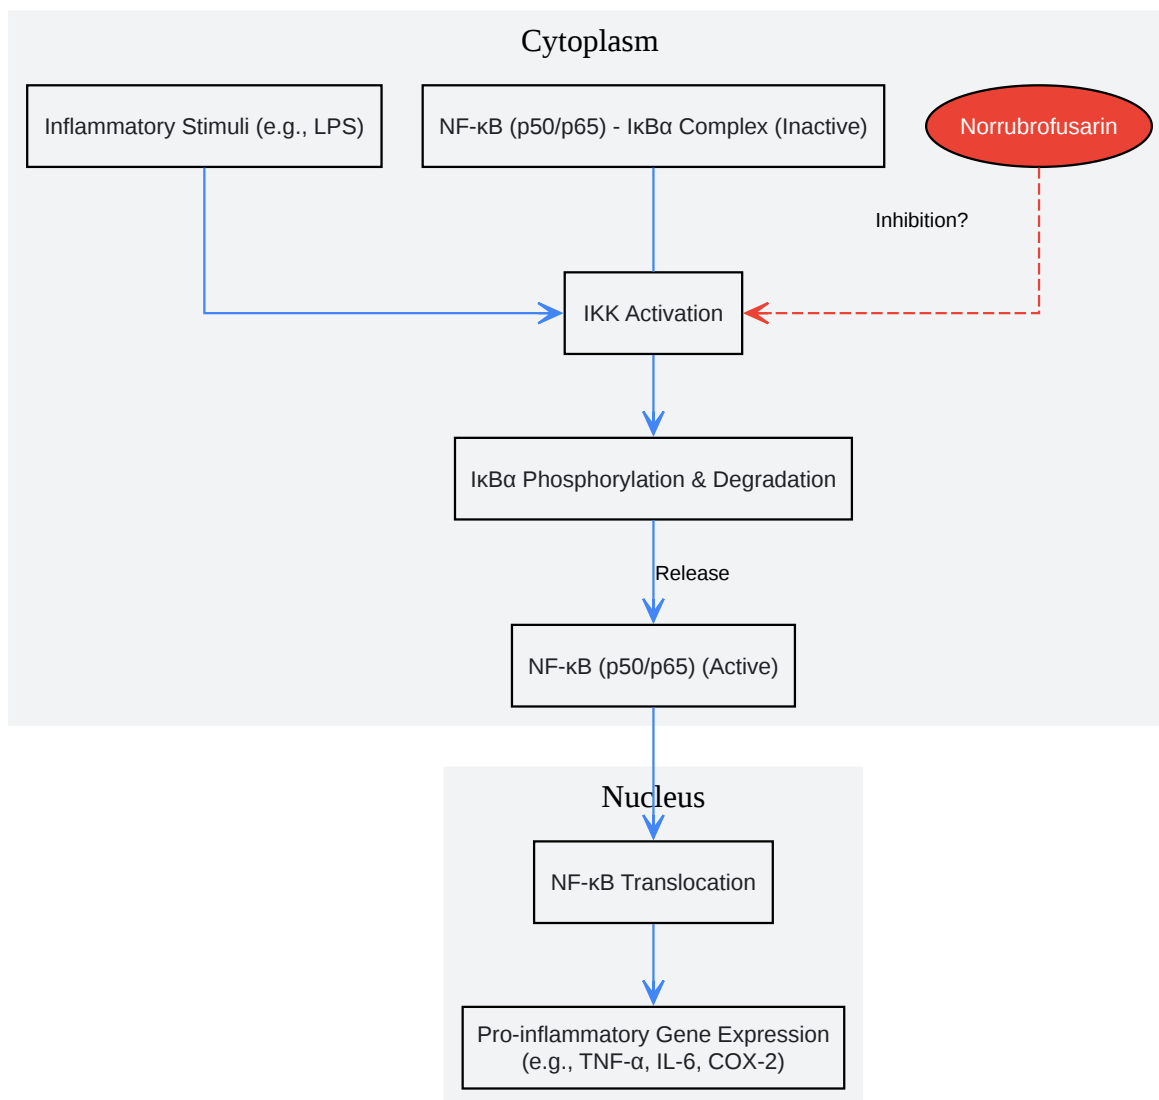 Cytoplasm
Inflammatory Stimuli (e.g., LPS)
NF-κB (p50/p65) - IκBα Complex (Inactive)
Norrubrofusarin
Inhibition?
IKK Activation
IκBα Phosphorylation & Degradation
Release
NF-κB (p50/p65) (Active)
Nucleus
NF-κB Translocation
Pro-inflammatory Gene Expression
(e.g., TNF-α, IL-6, COX-2)